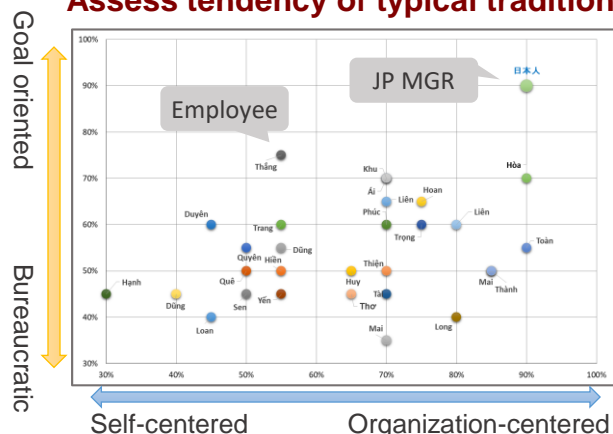 Assess tendency of typical tradition
Goal oriented
Bureaucratic
100%
90%
80%
70%
60%
50%
40%
30%
日本人
JP MGR
Employee
Thắng
Khu
Hòa
Ái
Liên
Hoan
Duyên
Trang
Phúc
Trọng
Liên
Quyên
Hiền
Dũng
Toàn
Hạnh
Quê
Thiện
Huy
Mai
Thành
Dũng
Sen
Yến
Thơ
Loan
Mai
Long
30%
40%
50%
60%
70%
80%
90%
100%
Self-centered
Organization-centered